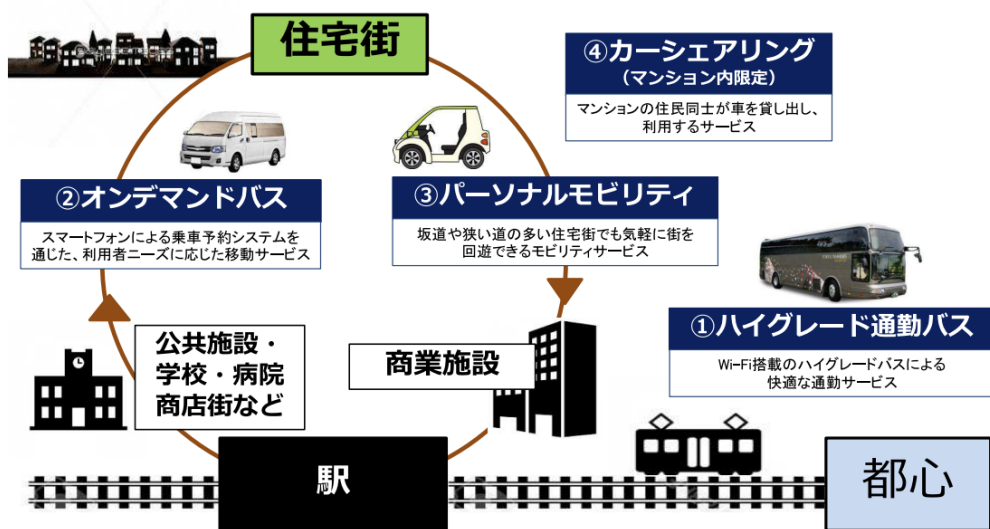 住宅街
④カーシェアリング
（マンション内限定）
マンションの住民同士が車を貸し出し、
利用するサービス
②オンデマンドバス
スマートフォンによる乗車予約システムを
通じた、利用者ニーズに応じた移動サービス
③パーソナルモビリティ
坂道や狭い道の多い住宅街でも気軽に街を
回遊できるモビリティサービス
①ハイグレード通勤バス
Wi-Fi搭載のハイグレードバスによる
快適な通勤サービス
公共施設・
学校・病院
商店街など
商業施設
駅
都心